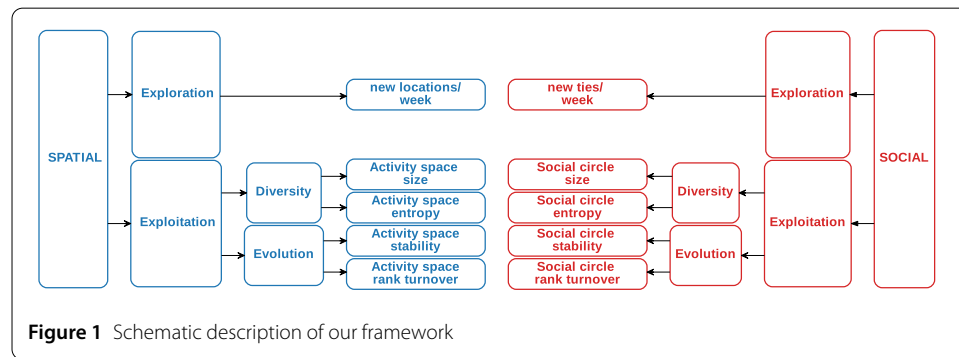 SPATIAL
Exploration
new locations/
week
Exploitation
Diversity
Activity space
size
Activity space
entropy
Evolution
Activity space
stability
Activity space
rank turnover
new ties/
week
Exploration
SOCIAL
Social circle
size
Social circle
entropy
Diversity
Exploitation
Social circle
stability
Social circle
rank turnover
Evolution
Figure 1 Schematic description of our framework